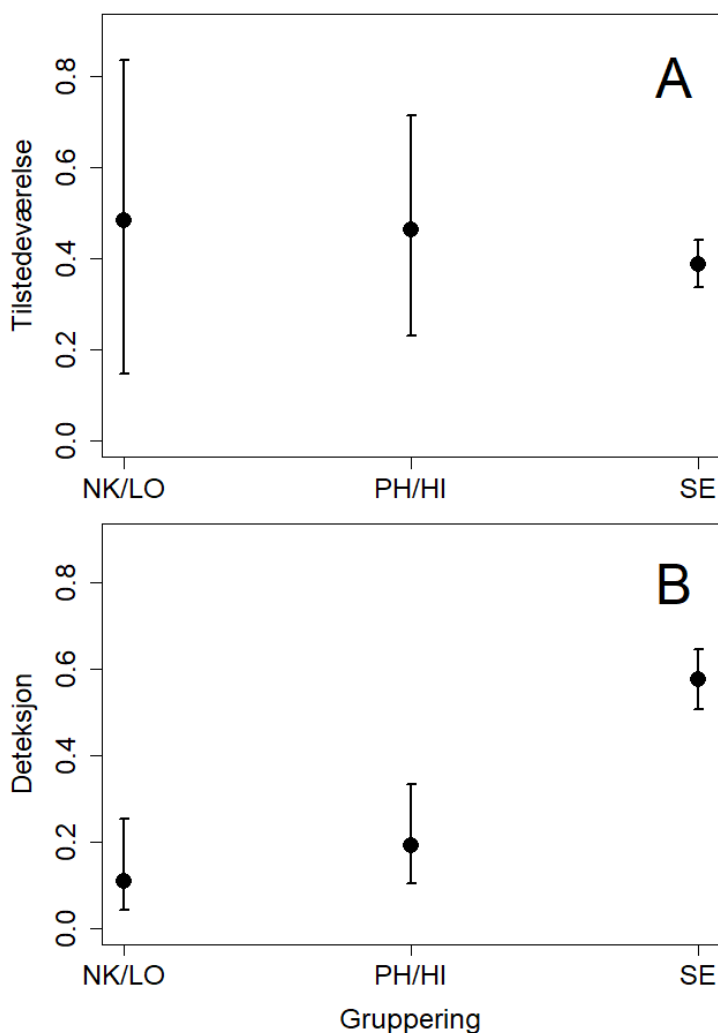 A
Tilstedeværelse
0.8
0.6
0.4
0.2
0.0
NK/LO PH/HI SE
B
Deteksjon
0.8
0.6
0.4
0.2
0.0
NK/LO PH/HI SE
Gruppering